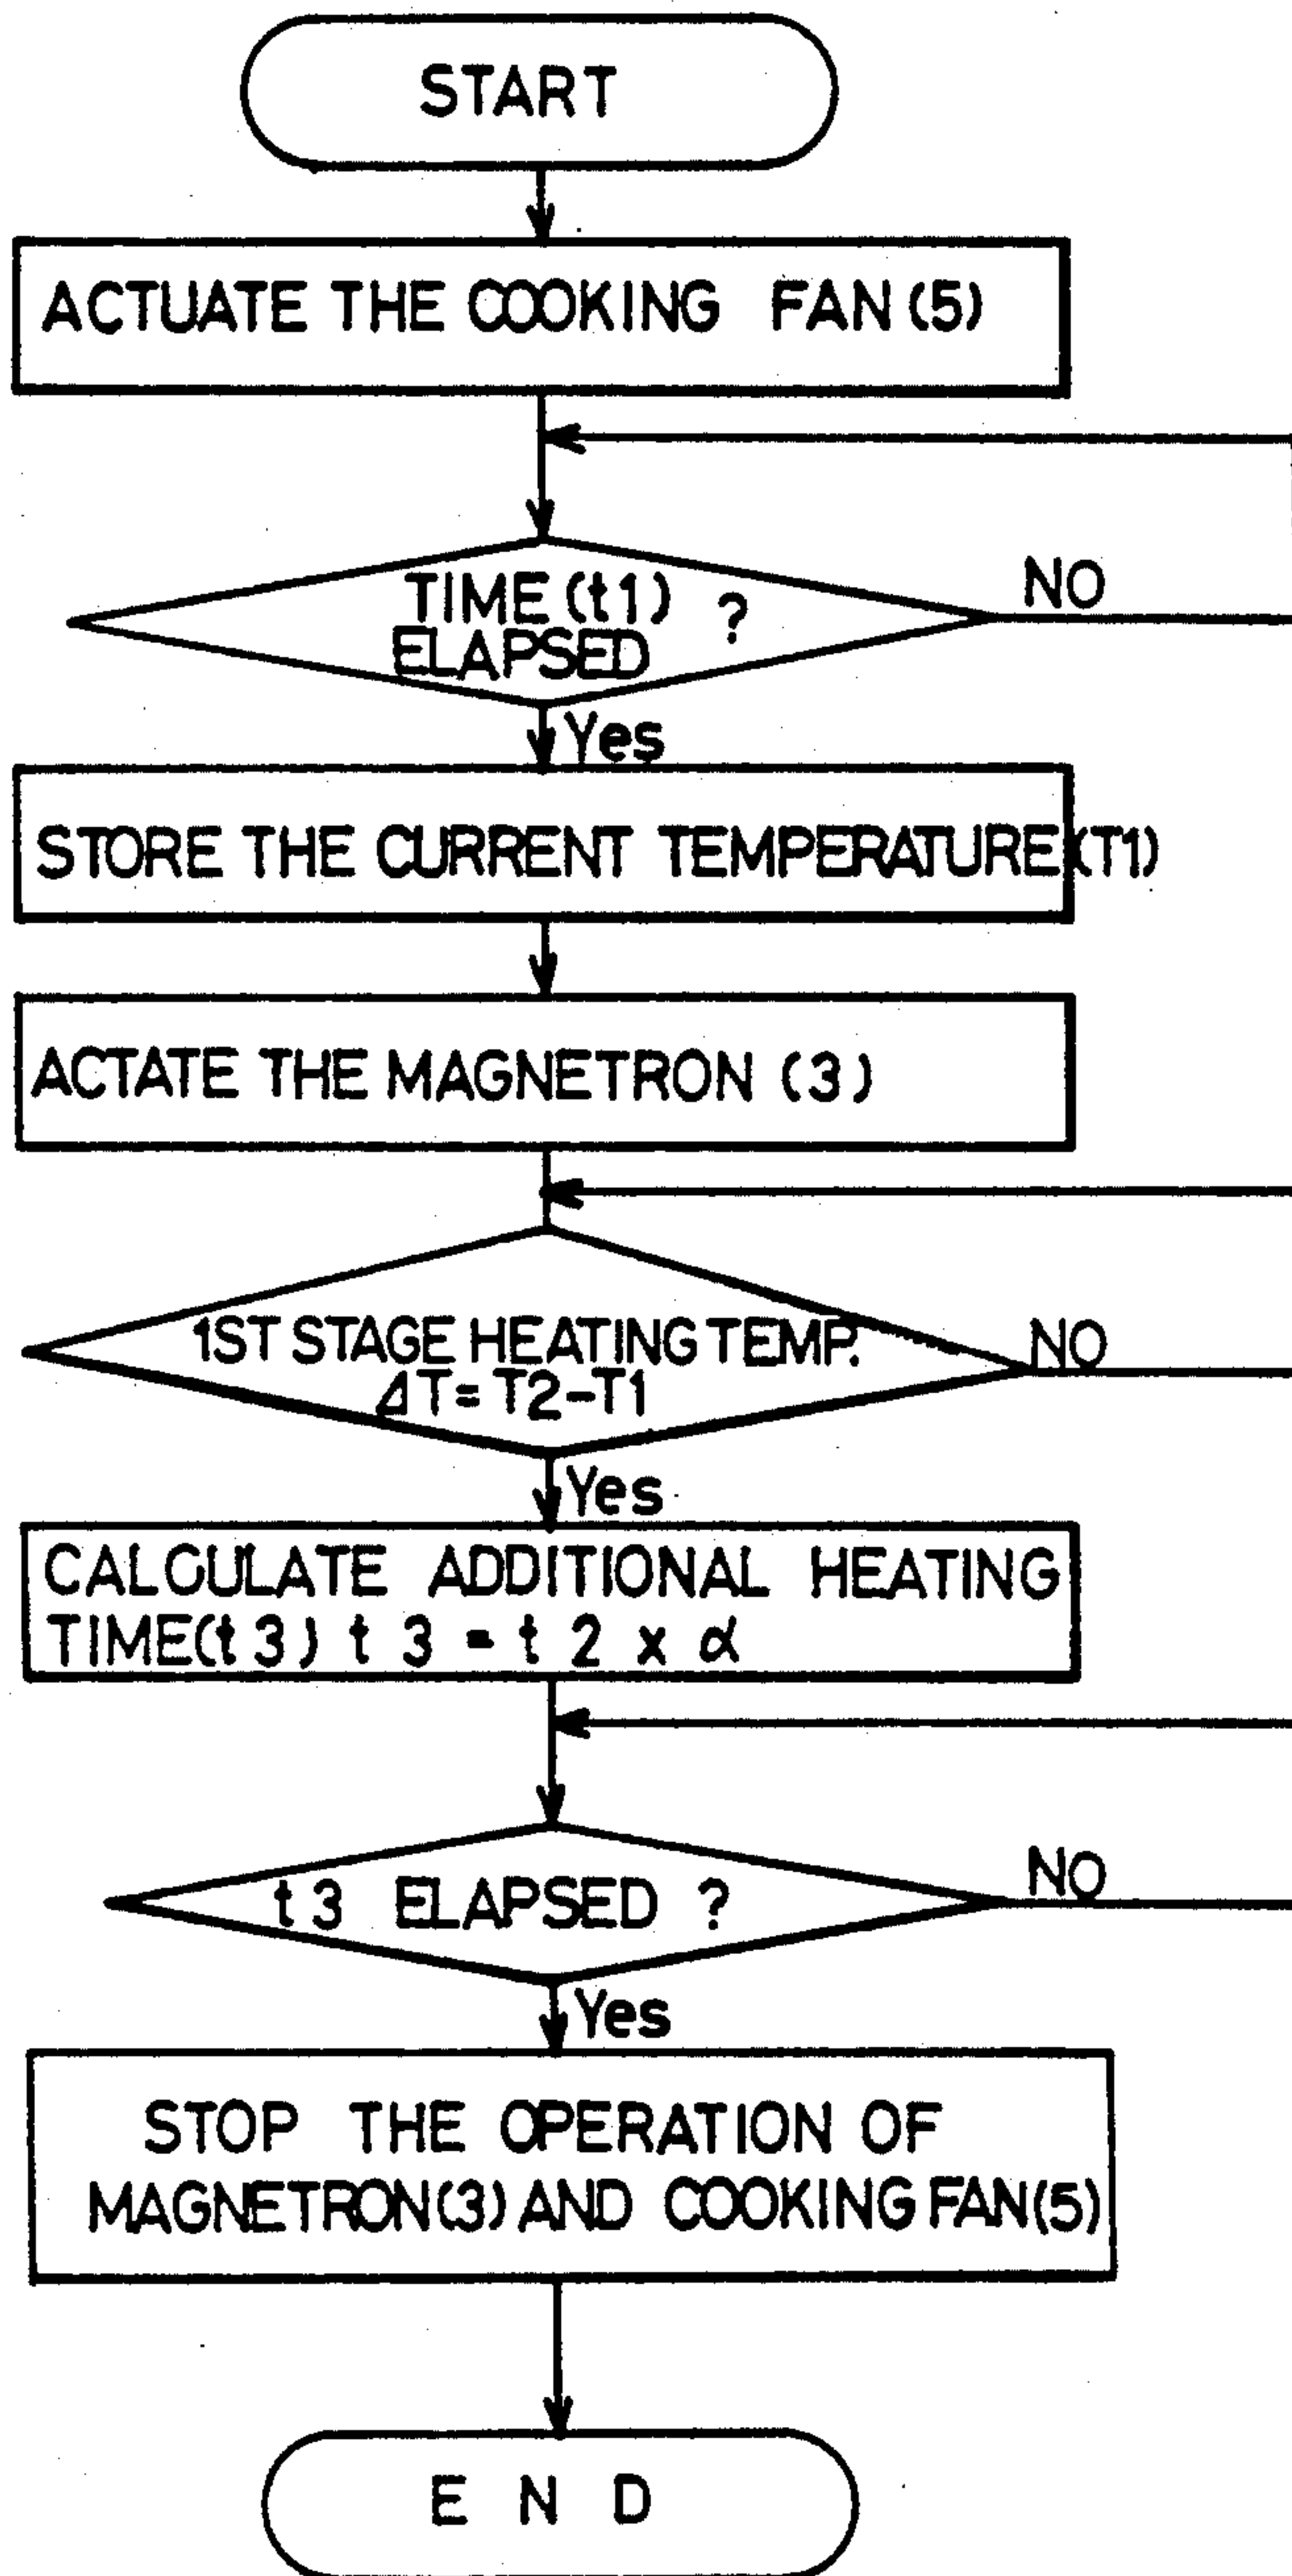 START
ACTUATE THE COOKING FAN (5)
TIME (t1) ?
ELAPSED
NO
Yes
STORE THE CURRENT TEMPERATURE (T1)
ACTATE THE MAGNETRON (3)
1ST STAGE HEATING TEMP.
ΔT = T2-T1
NO
Yes
CALCULATE ADDITIONAL HEATING
TIME(t3) t3 = t2 x α
t3 ELAPSED ?
NO
Yes
STOP THE OPERATION OF
MAGNETRON(3) AND COOKING FAN(5)
END